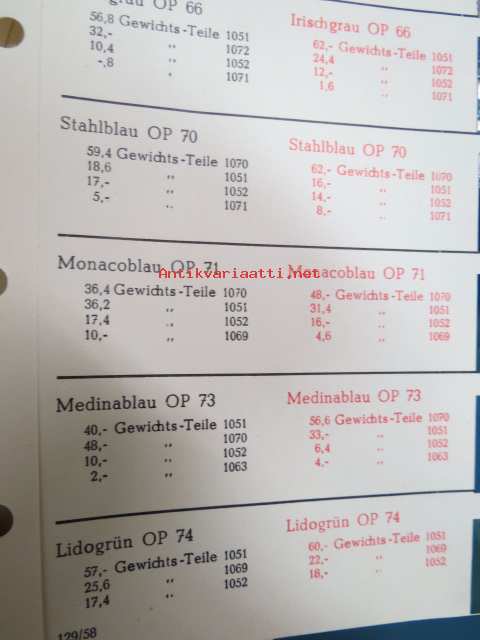 grau OP 66
56,8 Gewichts-Teile 1051
32,- „ 1072
10,4 „ 1052
-,8 „ 1071
Irischgrau OP 66
62,- Gewichts-Teile 1051
24,4 „ 1072
12,- „ 1052
1,6 „ 1071
Stahlblau OP 70
59,4 Gewichts-Teile 1070
18,6 „ 1051
17,- „ 1052
5,- „ 1071
Stahlblau OP 70
62,- Gewichts-Teile 1070
16,- „ 1051
14,- „ 1052
8,- „ 1071
Monacoblau OP 71
36,4 Gewichts-Teile 1070
36,2 „ 1051
17,4 „ 1052
10,- „ 1069
Monacoblau OP 71
48,- Gewichts-Teile 1070
31,4 „ 1051
16,- „ 1052
4,6 „ 1069
Antikvariaatti.net
Medinablau OP 73
40,- Gewichts-Teile 1051
48,- „ 1070
10,- „ 1052
2,- „ 1063
Medinablau OP 73
56,6 Gewichts-Teile 1070
33,- „ 1051
6,4 „ 1052
4,- „ 1063
Lidogrün OP 74
57,- Gewichts-Teile 1051
25,6 „ 1069
17,4 „ 1052
Lidogrün OP 74
60,- Gewichts-Teile 1051
22,- „ 1069
18,- „ 1052
129/58